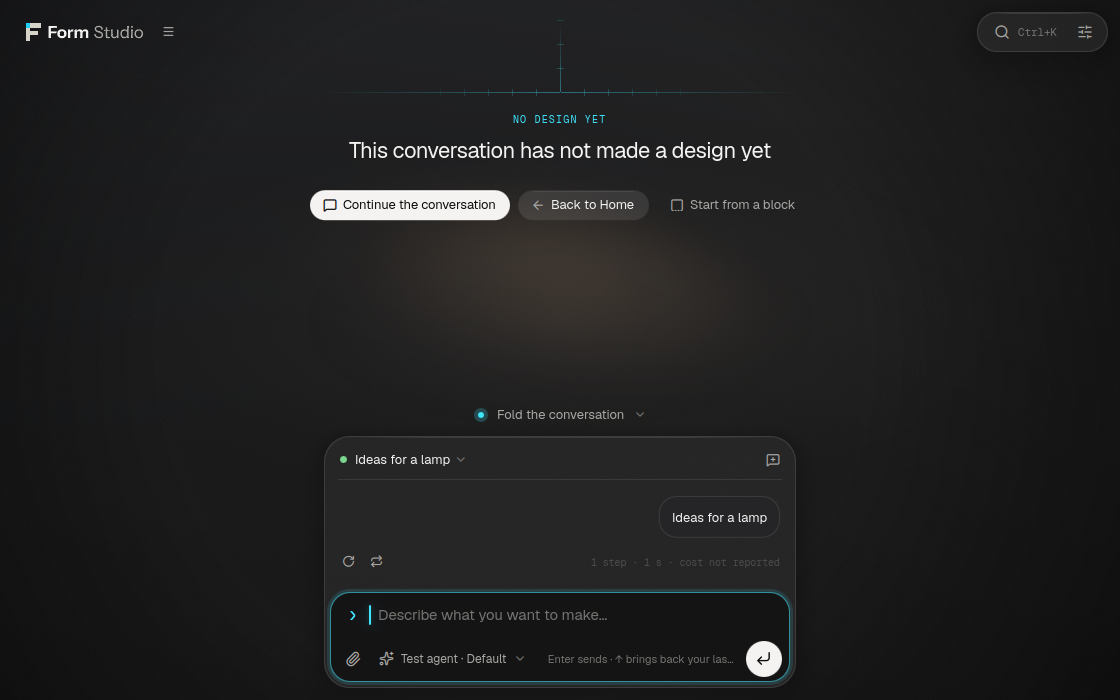 Form Studio
Ctrl+K
NO DESIGN YET
This conversation has not made a design yet
Continue the conversation
Back to Home
Start from a block
Fold the conversation
Ideas for a lamp
Ideas for a lamp
1 step · 1 s · cost not reported
Describe what you want to make…
Test agent · Default
Enter sends · ↑ brings back your las…